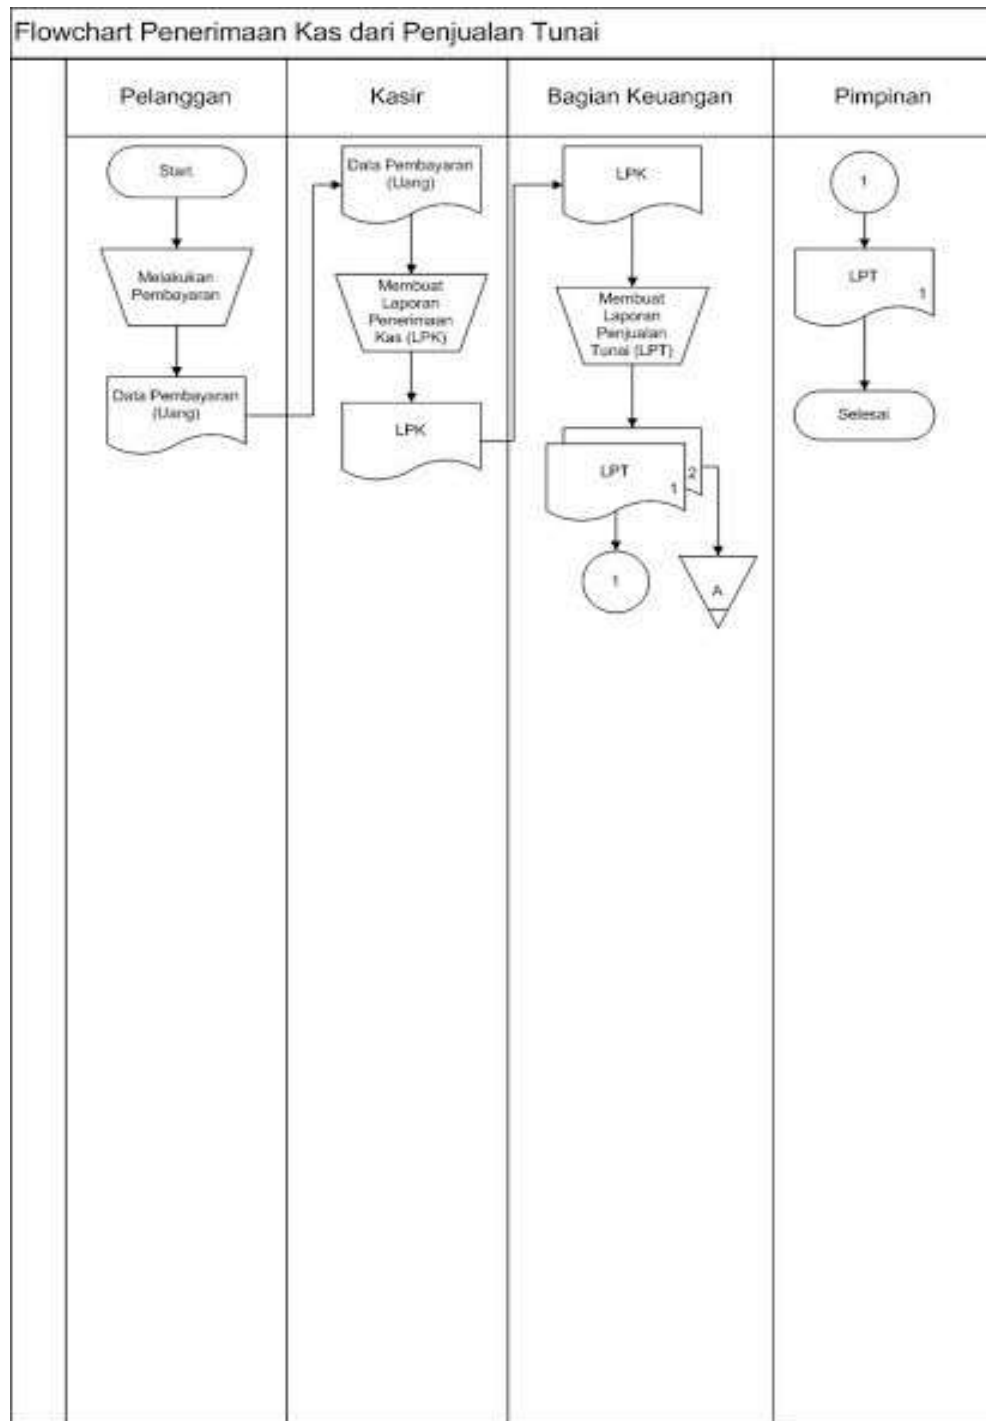 Flowchart Penerimaan Kas dari Penjualan Tunai
Pelanggan
Kasir
Bagian Keuangan
Pimpinan
Start
Melakukan
Pembayaran
Data Pembayaran
(Uang)
Data Pembayaran
(Uang)
Membuat
Laporan
Penerimaan
Kas (LPK)
LPK
LPK
Membuat
Laporan
Penjualan
Tunai (LPT)
LPT
1
2
1
A
1
LPT
1
Selesai